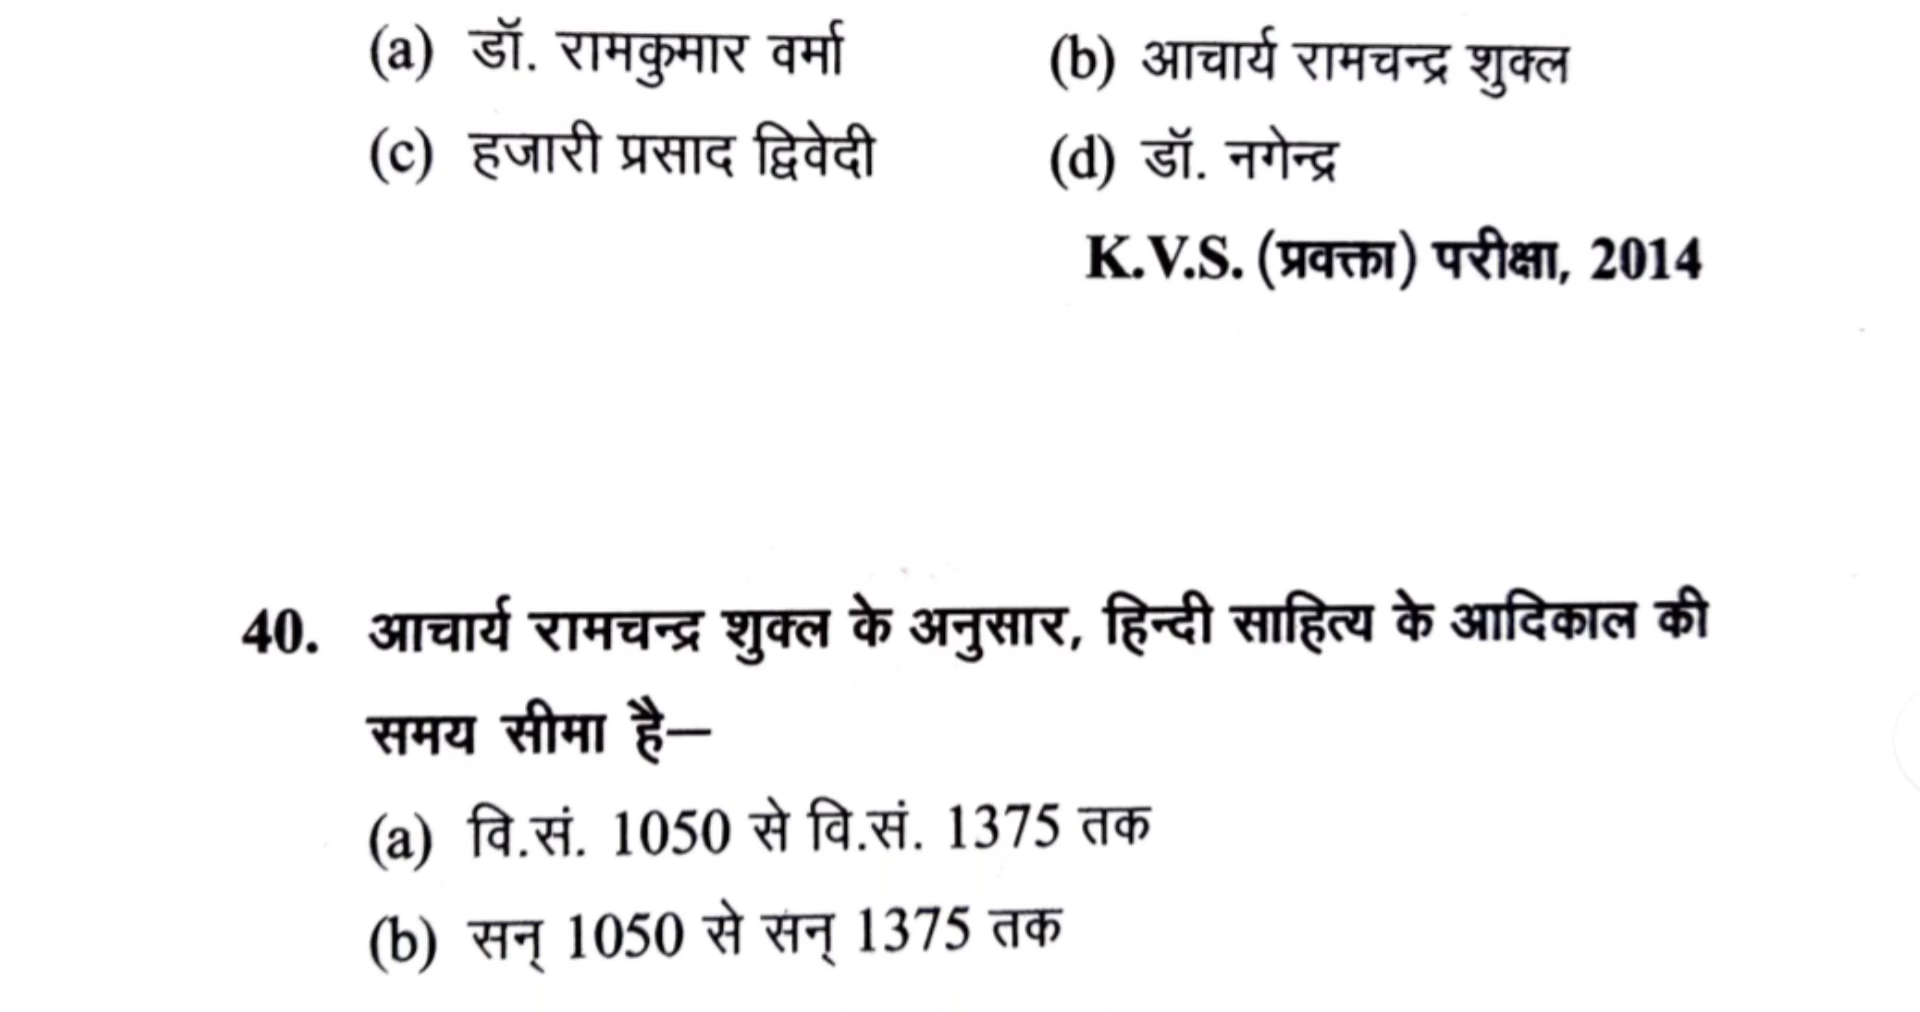 (a) डॉ. रामकुमार वर्मा (b) आचार्य रामचन्द्र शुक्ल
(c) हजारी प्रसाद द्विवेदी (d) डॉ. नगेन्द्र
K.V.S. (प्रवक्ता) परीक्षा, 2014
40. आचार्य रामचन्द्र शुक्ल के अनुसार, हिन्दी साहित्य के आदिकाल की
समय सीमा है—
(a) वि.सं. 1050 से वि.सं. 1375 तक
(b) सन् 1050 से सन् 1375 तक